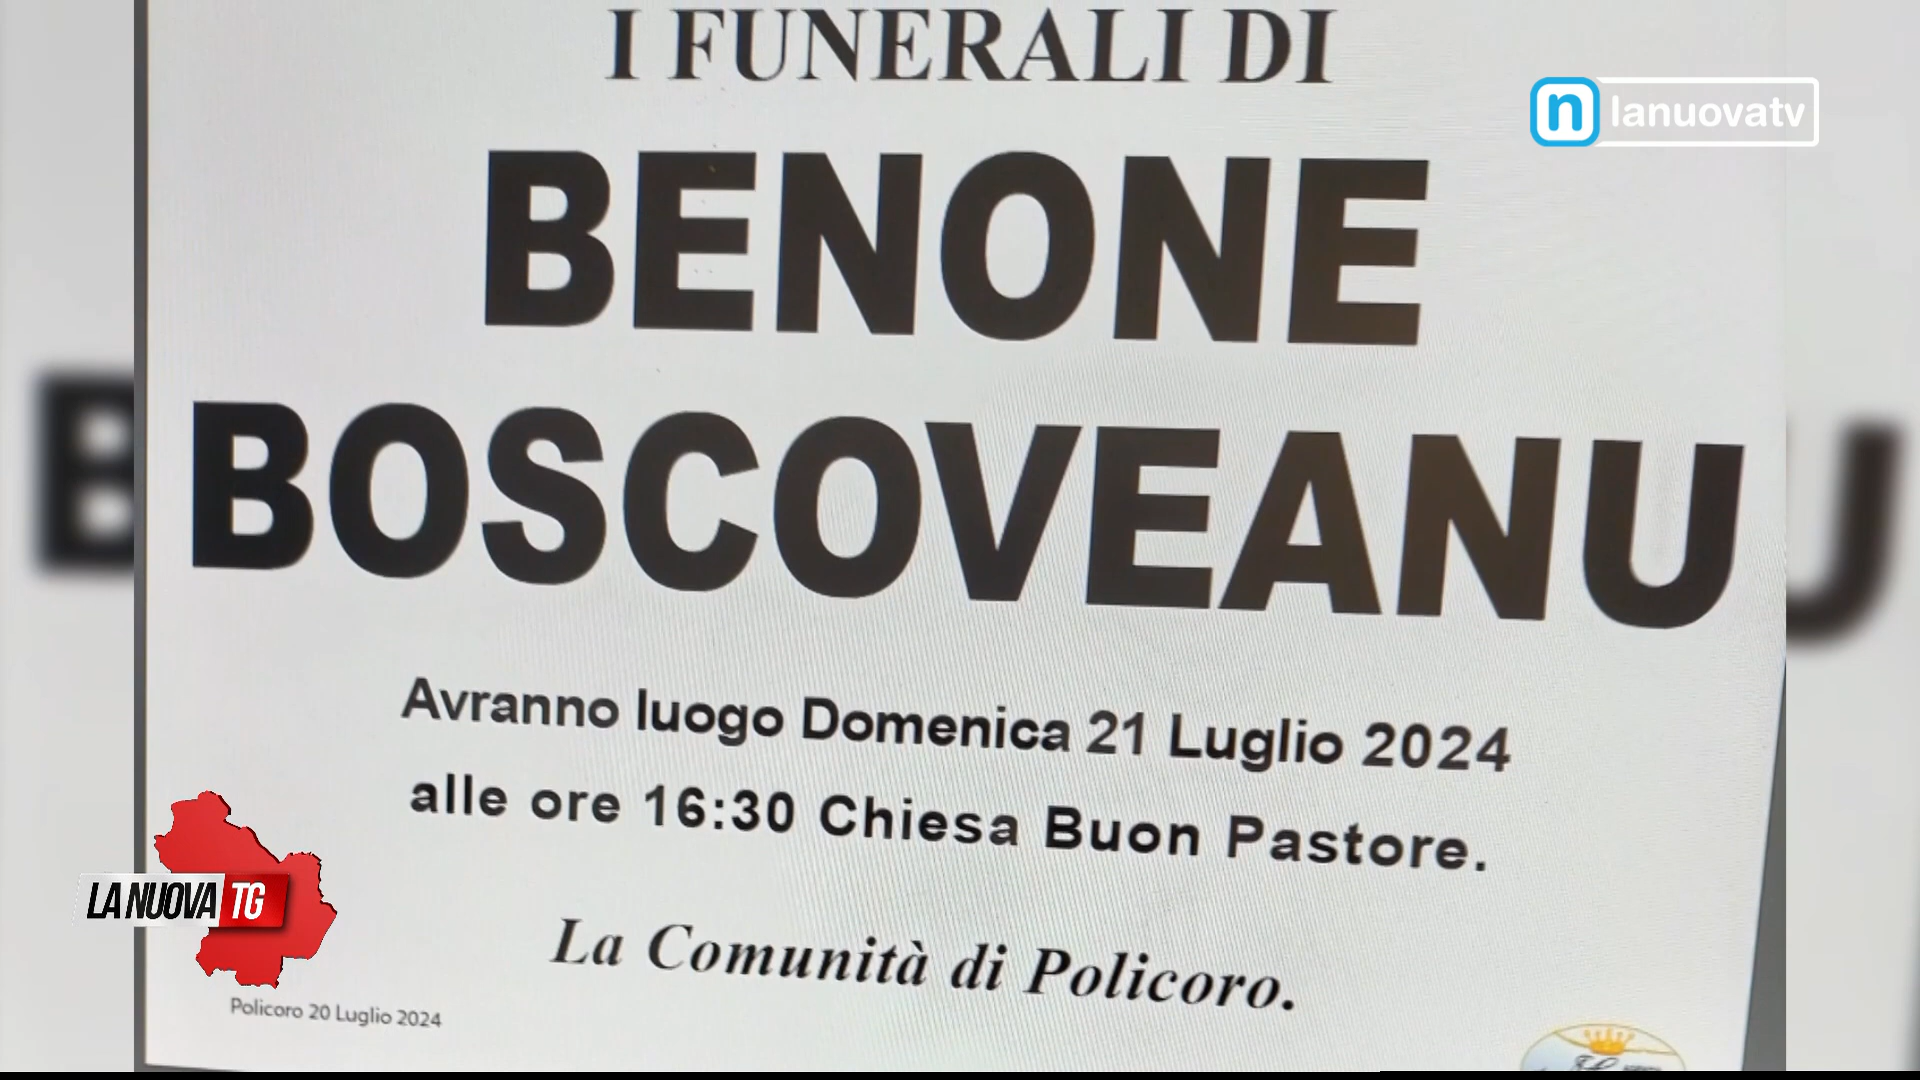 I FUNERALI DI
n lanuovatv
BENONE
BOSCOVEANU
Avranno luogo Domenica 21 Luglio 2024
alle ore 16:30 Chiesa Buon Pastore.
LA NUOVA TG
La Comunità di Policoro.
Policoro 20 Luglio 2024